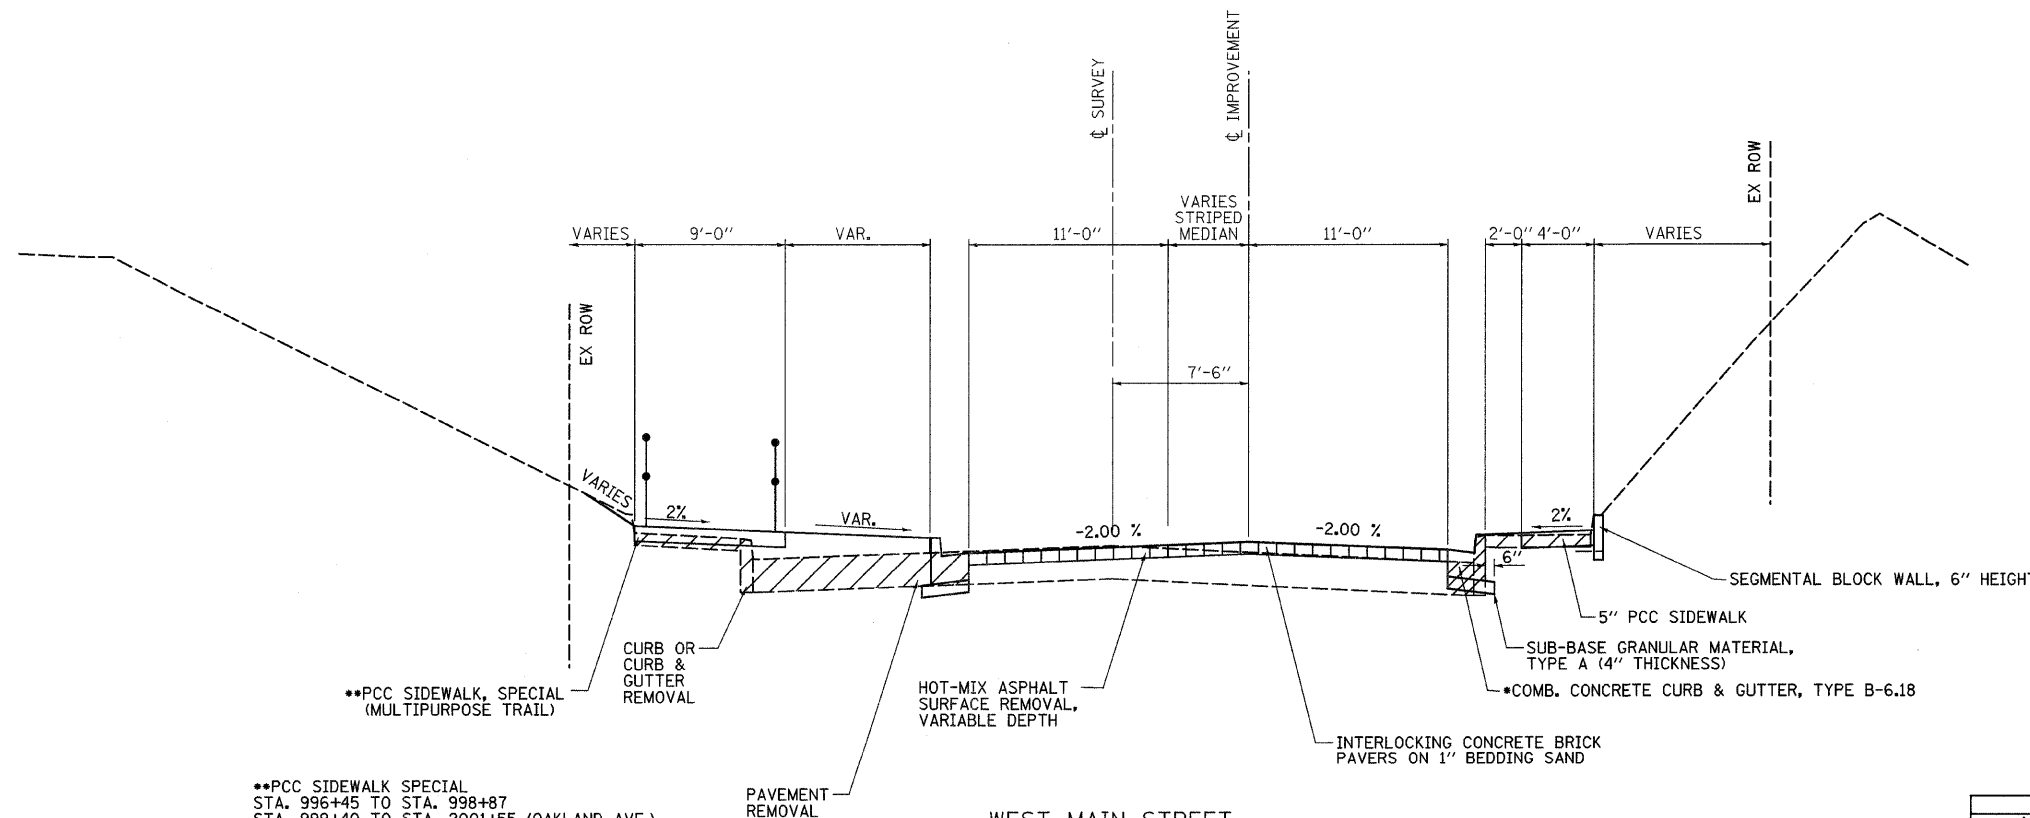 ℄ SURVEY
℄ IMPROVEMENT
EX ROW
VARIES
STRIPED
MEDIAN
VARIES
9'-0"
VAR.
11'-0"
11'-0"
2'-0"
4'-0"
VARIES
EX ROW
7'-6"
VARIES
2%
VAR.
-2.00 %
-2.00 %
2%
6"
SEGMENTAL BLOCK WALL, 6" HEIGHT
5" PCC SIDEWALK
SUB-BASE GRANULAR MATERIAL,
TYPE A (4" THICKNESS)
*COMB. CONCRETE CURB & GUTTER, TYPE B-6.18
CURB OR
CURB &
GUTTER
REMOVAL
**PCC SIDEWALK, SPECIAL
(MULTIPURPOSE TRAIL)
HOT-MIX ASPHALT
SURFACE REMOVAL,
VARIABLE DEPTH
INTERLOCKING CONCRETE BRICK
PAVERS ON 1" BEDDING SAND
PAVEMENT
REMOVAL
**PCC SIDEWALK SPECIAL
STA. 996+45 TO STA. 998+87
WEST MAIN STREET